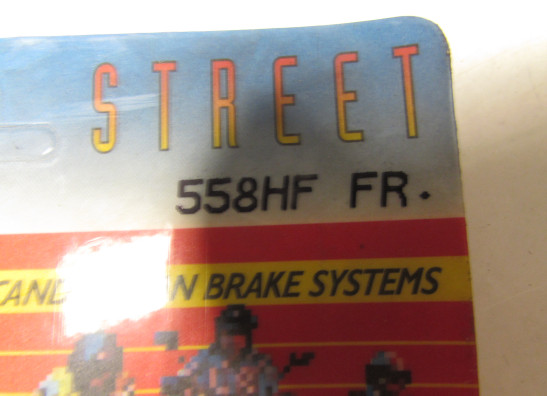 STREET
558HF FR.
BRAKE SYSTEMS